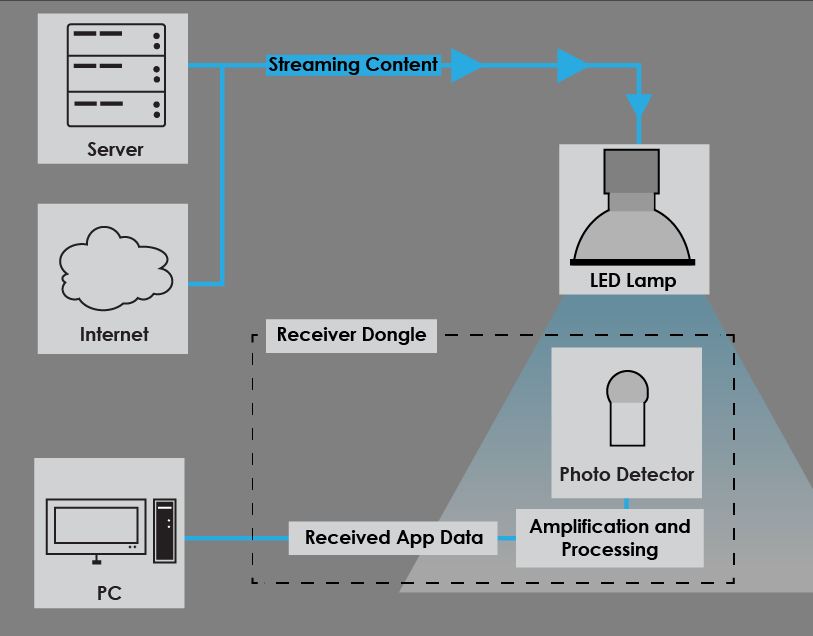 Streaming Content
Server
LED Lamp
Internet
Receiver Dongle
Photo Detector
Received App Data
Amplification and
Processing
PC